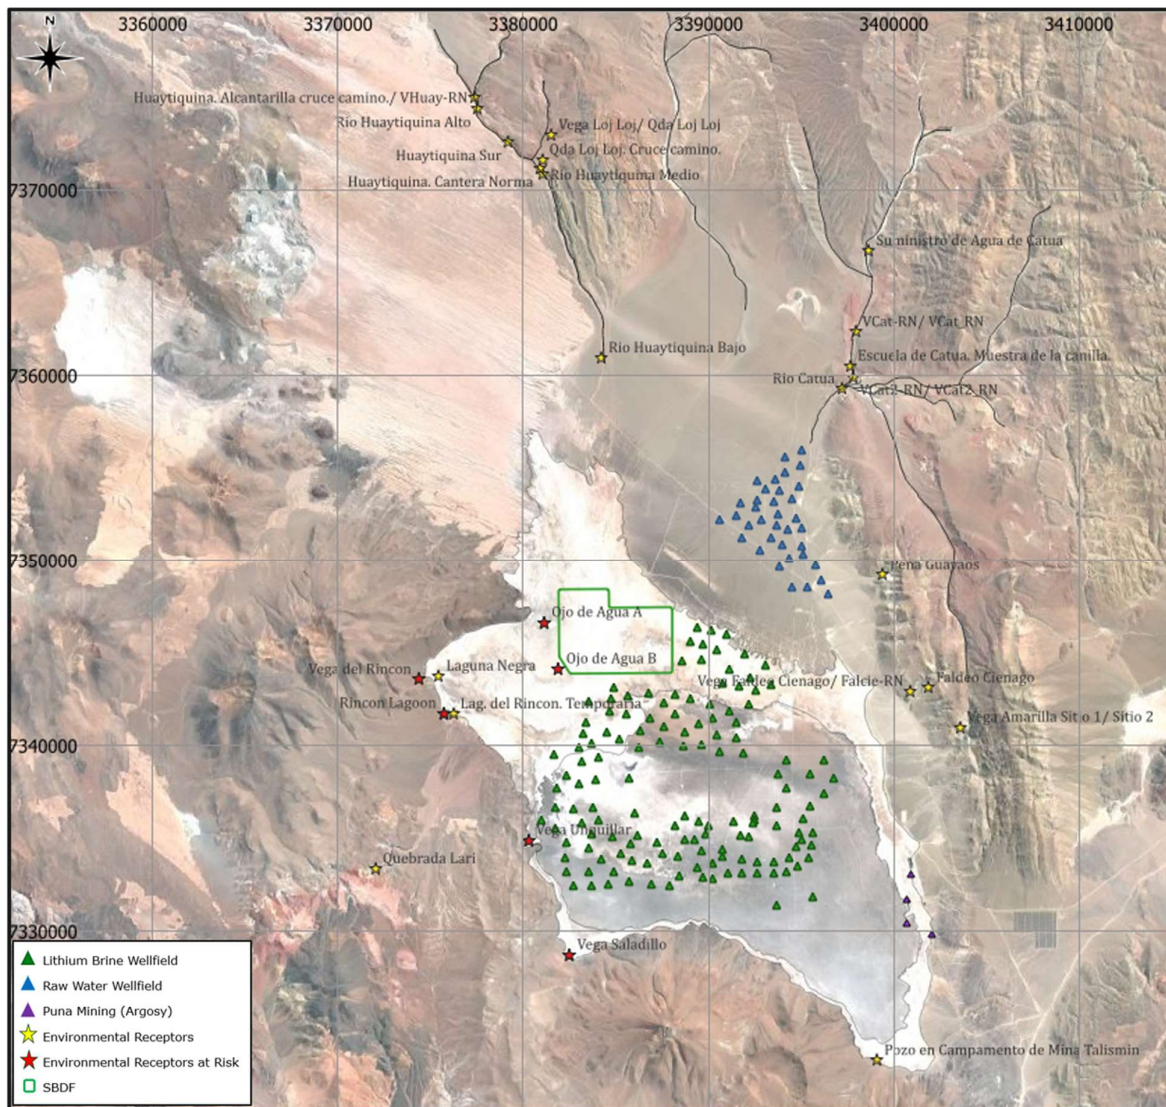 3360000 3370000 3380000 3390000 3400000 3410000
N
Huaytiquina. Alcantarilla cruce camino./ VHuay-RN
Rio Huaytiquina Alto
Vega Loj Loj/ Qda Loj Loj
Huaytiquina Sur
Qda Loj Loj. Cruce camino.
Huaytiquina. Cantera Norma
Rio Huaytiquina Medio
7370000
Su ninistro de Agua de Catua
VCat-RN/ VCat_RN
Rio Huaytiquina Bajo
Escuela de Catua. Muestra de la canilla.
7360000
Rio Catua
VCat2-RN/ VCat2_RN
7350000
Pena Guayaos
Ojo de Agua A
Ojo de Agua B
Vega del Rincon
Laguna Negra
Vega Faldeo Cienago/ Falcie-RN
Faldeo Cienago
Rincon Lagoon
Lag. del Rincon. Temporaria
Vega Amarilla Sit o 1/ Sitio 2
7340000
Vega Unquillar
Quebrada Lari
7330000
Vega Saladillo
Pozo en Campamento de Mina Talismin
Lithium Brine Wellfield
Raw Water Wellfield
Puna Mining (Argosy)
Environmental Receptors
Environmental Receptors at Risk
SBDF